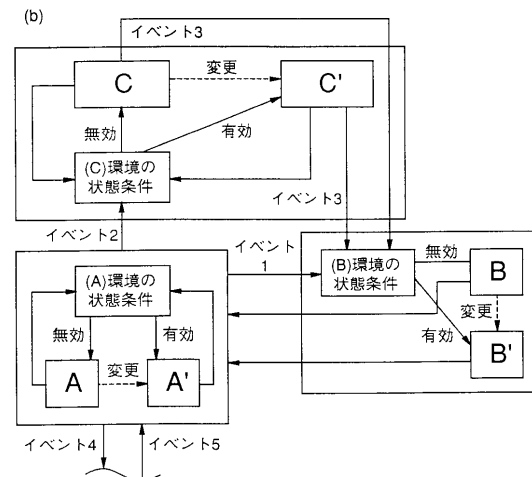 (b)
イベント3
C
変更
C'
無効
有効
(C)環境の
状態条件
イベント3
イベント2
イベント
1
(A)環境の
状態条件
(B)環境の
状態条件
無効
B
変更
有効
B'
無効
有効
A
変更
A'
イベント4
イベント5